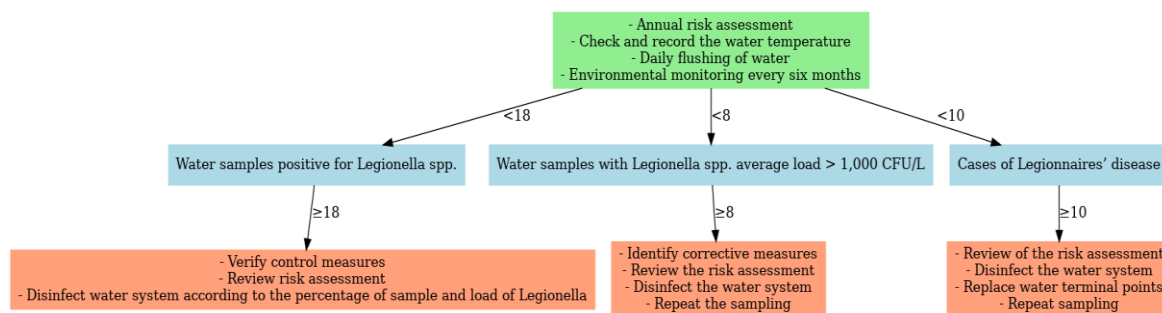 - Annual risk assessment
- Check and record the water temperature
- Daily flushing of water
- Environmental monitoring every six months
<18
<8
<10
Water samples positive for Legionella spp.
Water samples with Legionella spp. average load > 1,000 CFU/L
Cases of Legionnaires’ disease
≥18
≥8
≥10
- Verify control measures
- Review risk assessment
- Disinfect water system according to the percentage of sample and load of Legionella
- Identify corrective measures
- Review the risk assessment
- Disinfect the water system
- Repeat the sampling
- Review of the risk assessment
- Disinfect the water system
- Replace water terminal points
- Repeat sampling